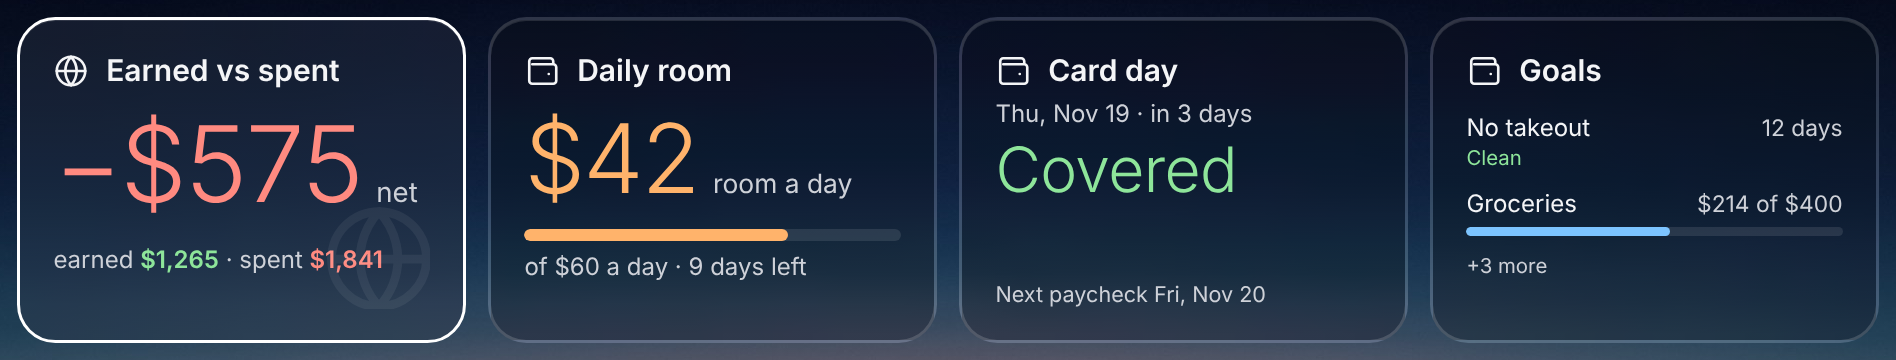 Earned vs spent
−$575 net
earned $1,265 · spent $1,841
Daily room
$42 room a day
of $60 a day · 9 days left
Card day
Thu, Nov 19 · in 3 days
Covered
Next paycheck Fri, Nov 20
Goals
No takeout 12 days
Clean
Groceries $214 of $400
+3 more